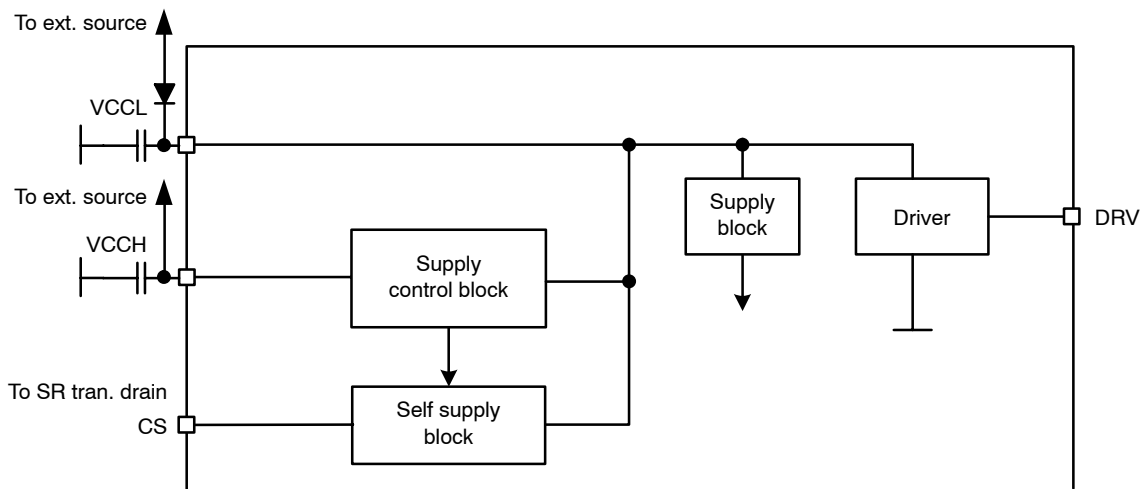 To ext. source
VCCL
To ext. source
VCCH
Supply
control block
Supply
block
Driver
DRV
To SR tran. drain
CS
Self supply
block